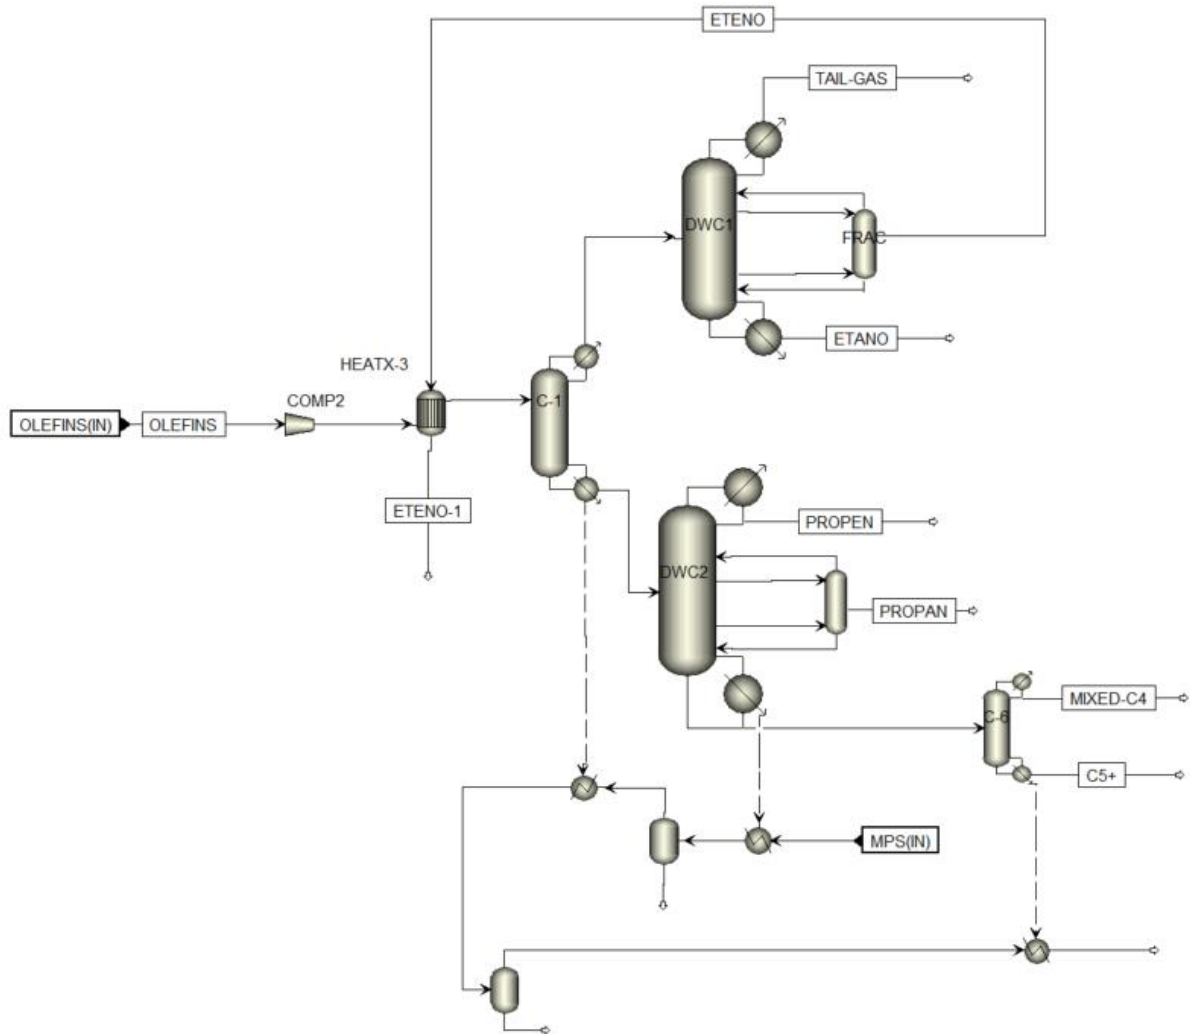 ETENO
TAIL-GAS
DWC1
FRAC
ETANO
HEATX-3
COMP2
C-1
OLEFINS(IN)
OLEFINS
ETENO-1
PROPEN
DWC2
PROPAN
MIXED-C4
C-6
C5+
MPS(IN)